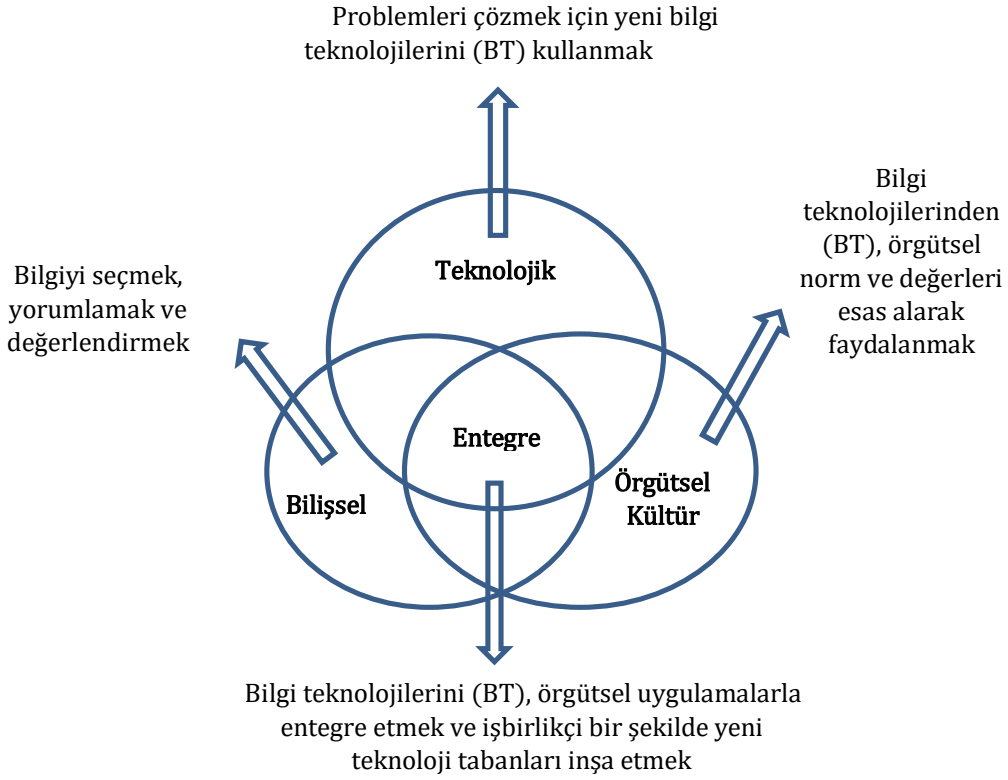 Problemleri çözmek için yeni bilgi
teknolojilerini (BT) kullanmak
Bilgi
teknolojilerinden
(BT), örgütsel
norm ve değerleri
esas alarak
faydalanmak
Bilgiyi seçmek,
yorumlamak ve
değerlendirmek
Teknolojik
Entegre
Bilişsel
Örgütsel
Kültür
Bilgi teknolojilerini (BT), örgütsel uygulamalarla
entegre etmek ve işbirlikçi bir şekilde yeni
teknoloji tabanları inşa etmek